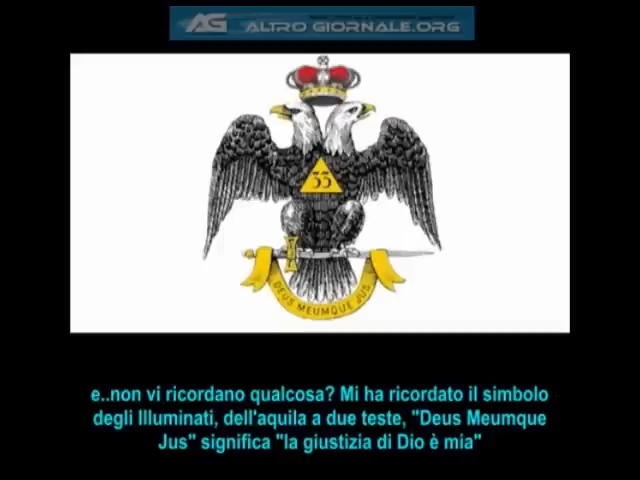 AG ALTRO GIORNALE.ORG
33
DEUS MEUMQUE JUS
e..non vi ricordano qualcosa? Mi ha ricordato il simbolo
degli Illuminati, dell'aquila a due teste, "Deus Meumque
Jus" significa "la giustizia di Dio è mia"